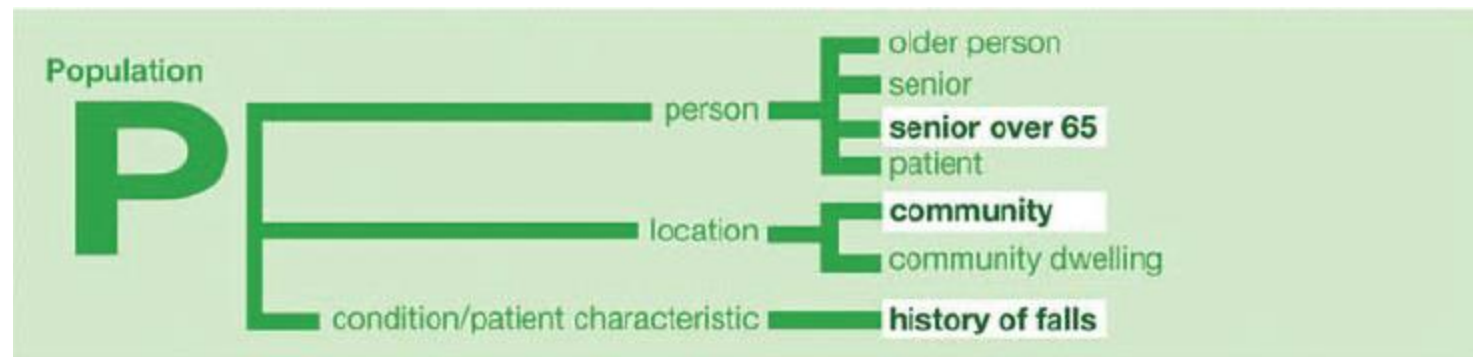 Population
P
person
older person
senior
senior over 65
patient
location
community
community dwelling
condition/patient characteristic
history of falls